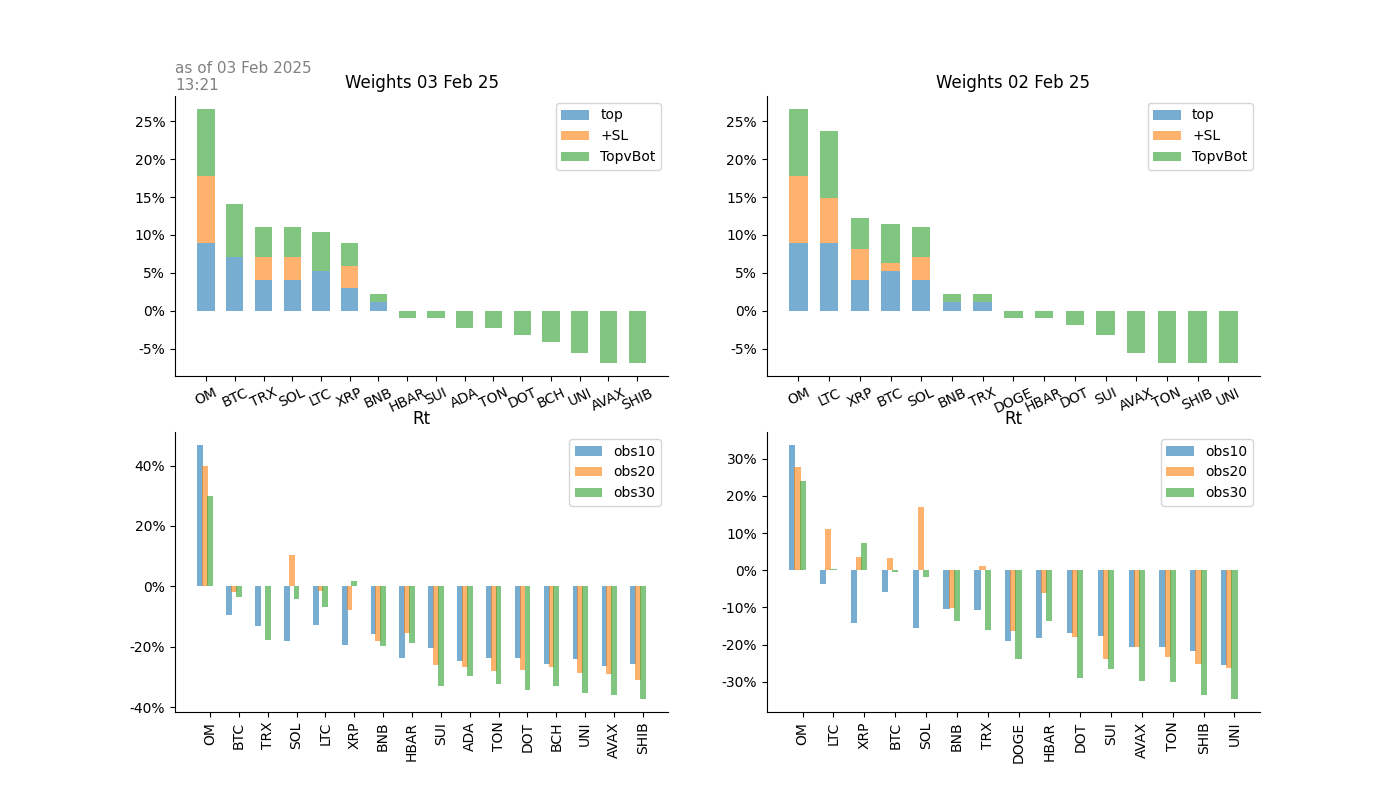 as of 03 Feb 2025
13:21
Weights 03 Feb 25
25%
20%
15%
10%
5%
0%
-5%
top
+SL
TopvBot
OM BTC TRX SOL LTC XRP BNB HBAR SUI ADA TON DOT BCH UNI AVAX SHIB
Weights 02 Feb 25
25%
20%
15%
10%
5%
0%
-5%
top
+SL
TopvBot
OM LTC XRP BTC SOL BNB TRX DOGE HBAR DOT SUI AVAX TON SHIB UNI
Rt
40%
20%
0%
-20%
-40%
obs10
obs20
obs30
OM BTC TRX SOL LTC XRP BNB HBAR SUI ADA TON DOT BCH UNI AVAX SHIB
Rt
30%
20%
10%
0%
-10%
-20%
-30%
obs10
obs20
obs30
OM LTC XRP BTC SOL BNB TRX DOGE HBAR DOT SUI AVAX TON SHIB UNI